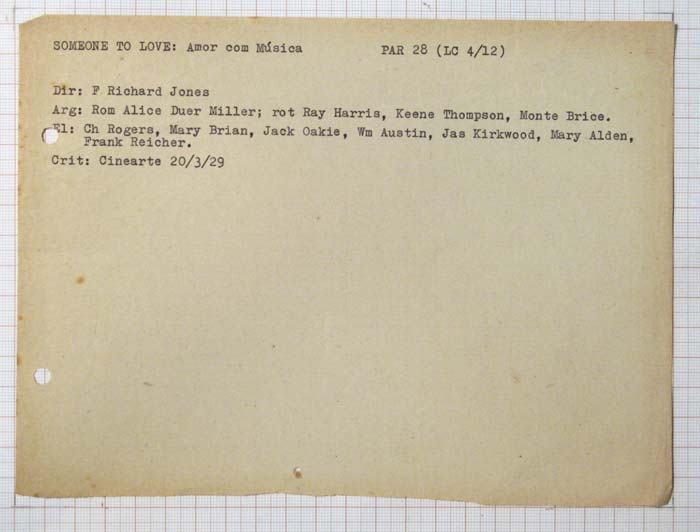 SOMEONE TO LOVE: Amor com Música PAR 28 (LC 4/12)
Dir: F Richard Jones
Arg: Rom Alice Duer Miller; rot Ray Harris, Keene Thompson, Monte Brice.
El: Ch Rogers, Mary Brian, Jack Oakie, Wm Austin, Jas Kirkwood, Mary Alden,
Frank Reicher.
Crit: Cinearte 20/3/29